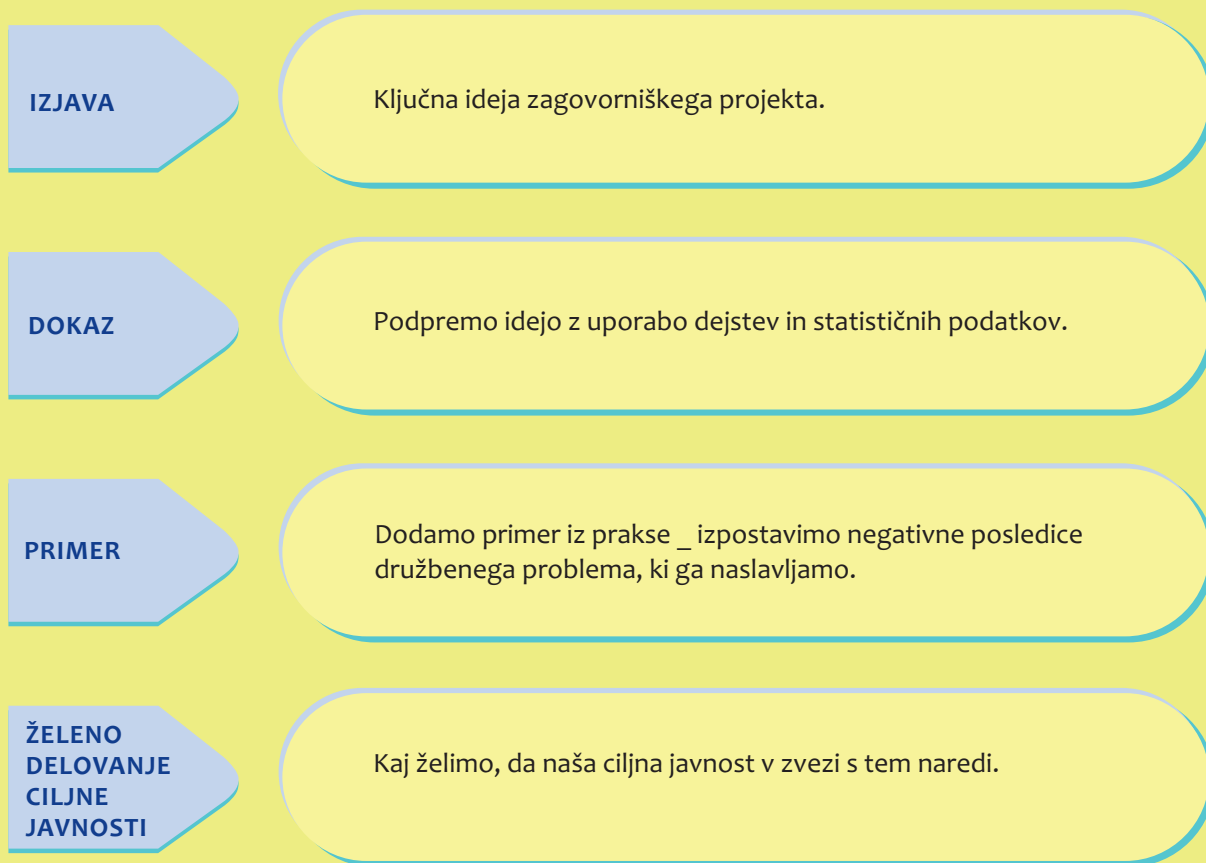 IZJAVA
Ključna ideja zagovorniškega projekta.
DOKAZ
Podpremo idejo z uporabo dejstev in statističnih podatkov.
PRIMER
Dodamo primer iz prakse _ izpostavimo negativne posledice
družbenega problema, ki ga naslavljamo.
ŽELENO
DELOVANJE
CILJNE
JAVNOSTI
Kaj želimo, da naša ciljna javnost v zvezi s tem naredi.